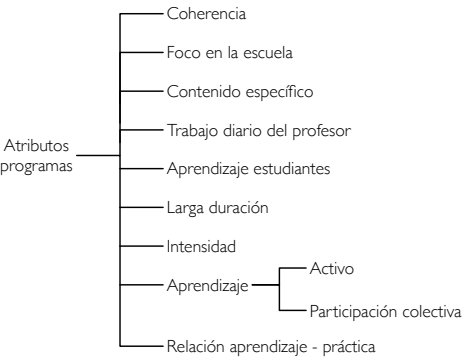 Coherencia
Foco en la escuela
Contenido específico
Trabajo diario del profesor
Atributos
programas
Aprendizaje estudiantes
Larga duración
Intensidad
Aprendizaje
Activo
Participación colectiva
Relación aprendizaje - práctica